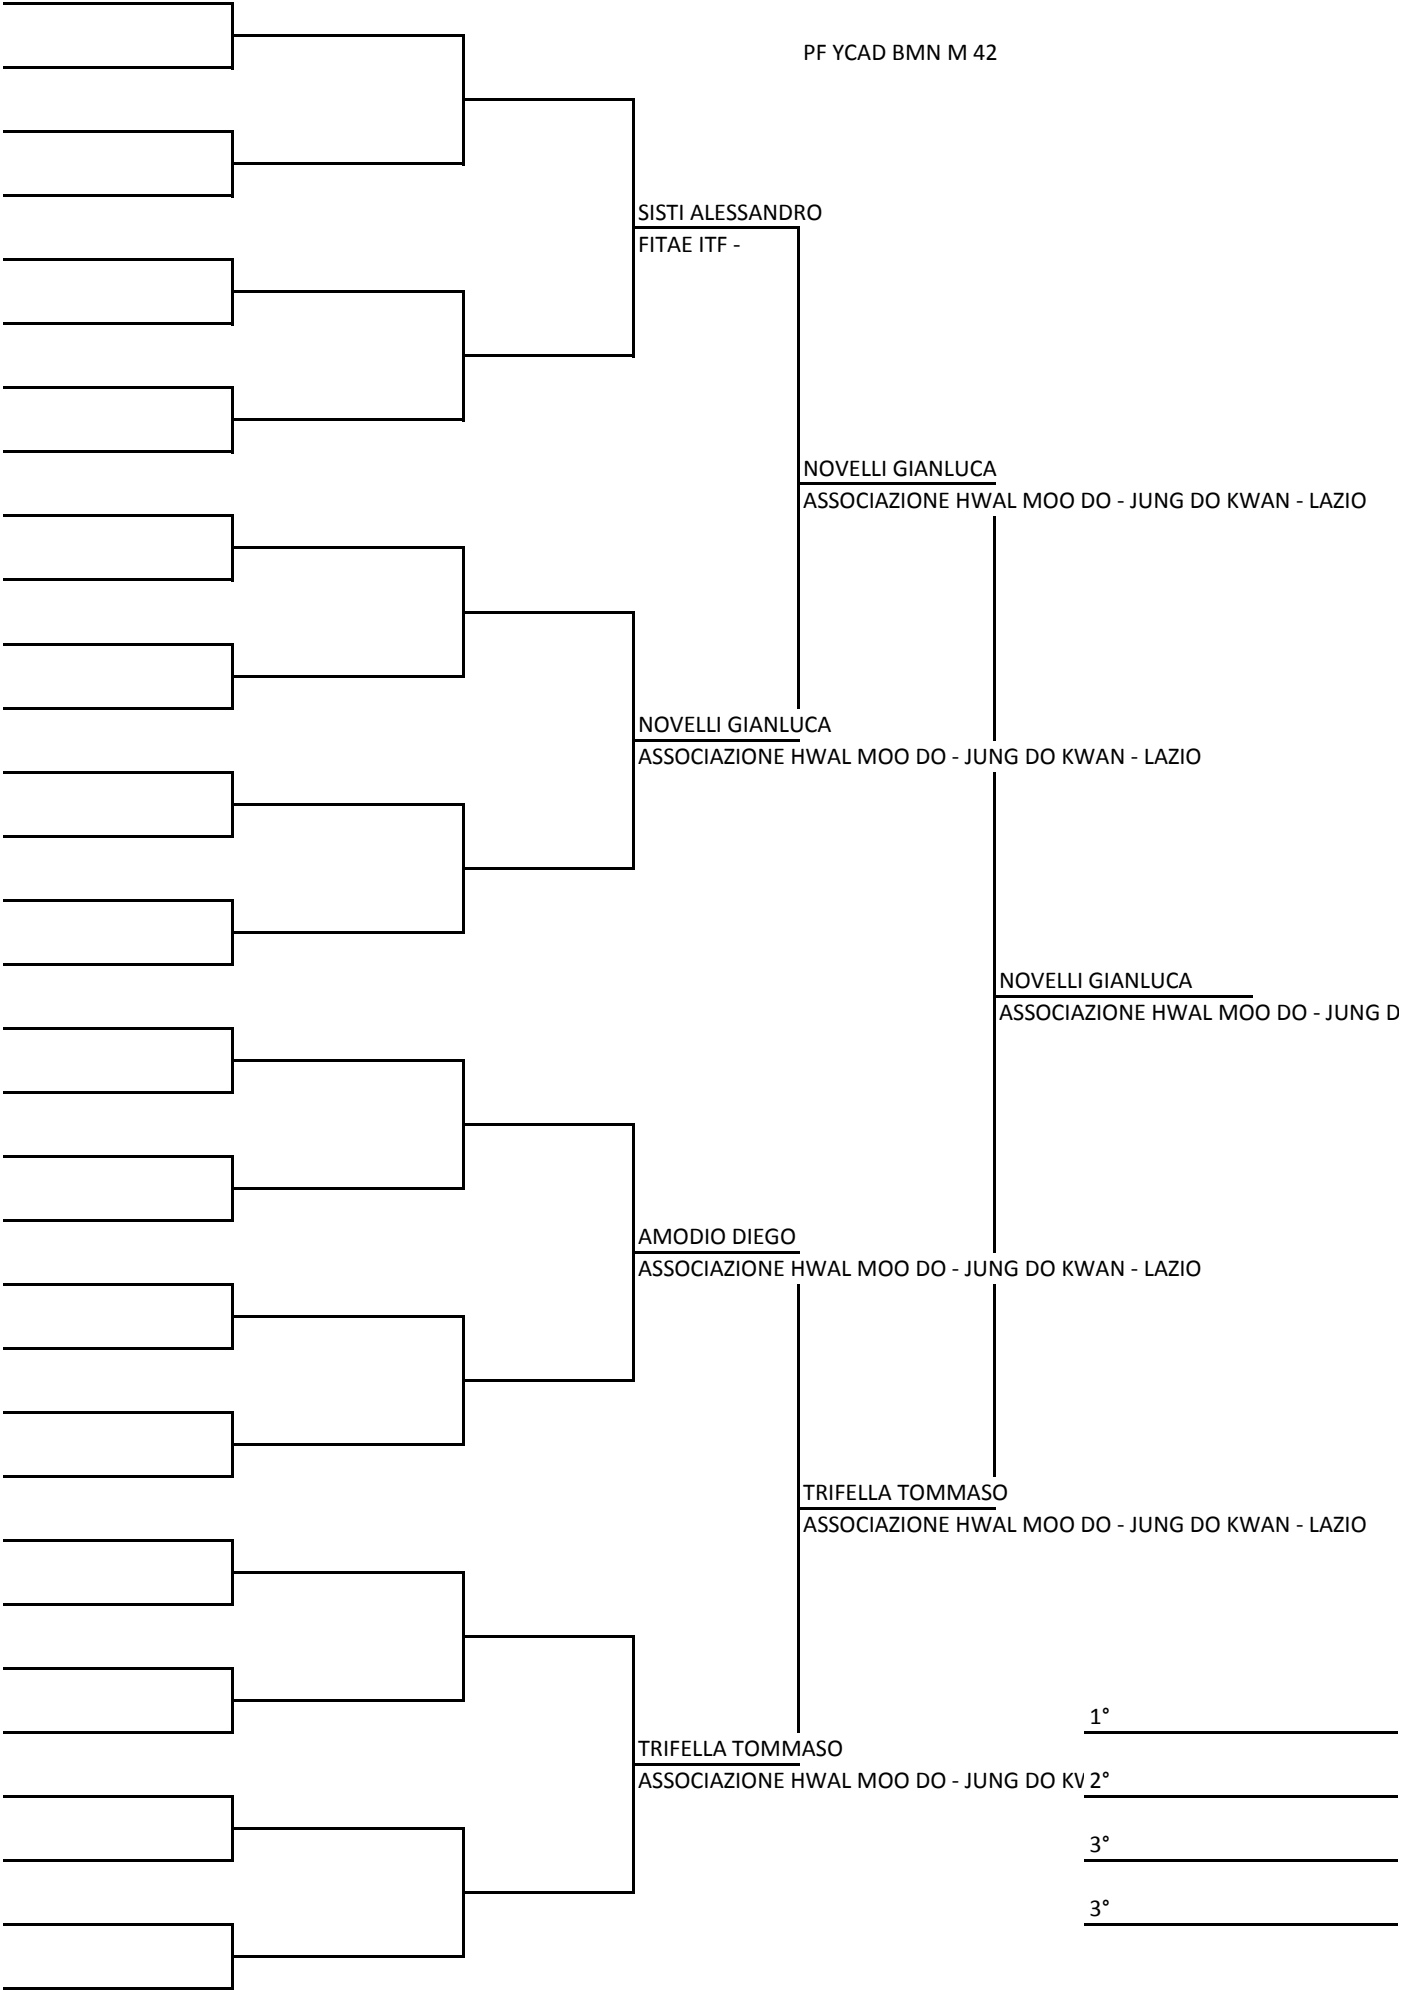 PF YCAD BMN M 42
SISTI ALESSANDRO
FITAE ITF -
NOVELLI GIANLUCA
ASSOCIAZIONE HWAL MOO DO - JUNG DO KWAN - LAZIO
NOVELLI GIANLUCA
ASSOCIAZIONE HWAL MOO DO - JUNG DO KWAN - LAZIO
NOVELLI GIANLUCA
ASSOCIAZIONE HWAL MOO DO - JUNG D
AMODIO DIEGO
ASSOCIAZIONE HWAL MOO DO - JUNG DO KWAN - LAZIO
TRIFELLA TOMMASO
ASSOCIAZIONE HWAL MOO DO - JUNG DO KWAN - LAZIO
1°
TRIFELLA TOMMASO
ASSOCIAZIONE HWAL MOO DO - JUNG DO KW
2°
3°
3°